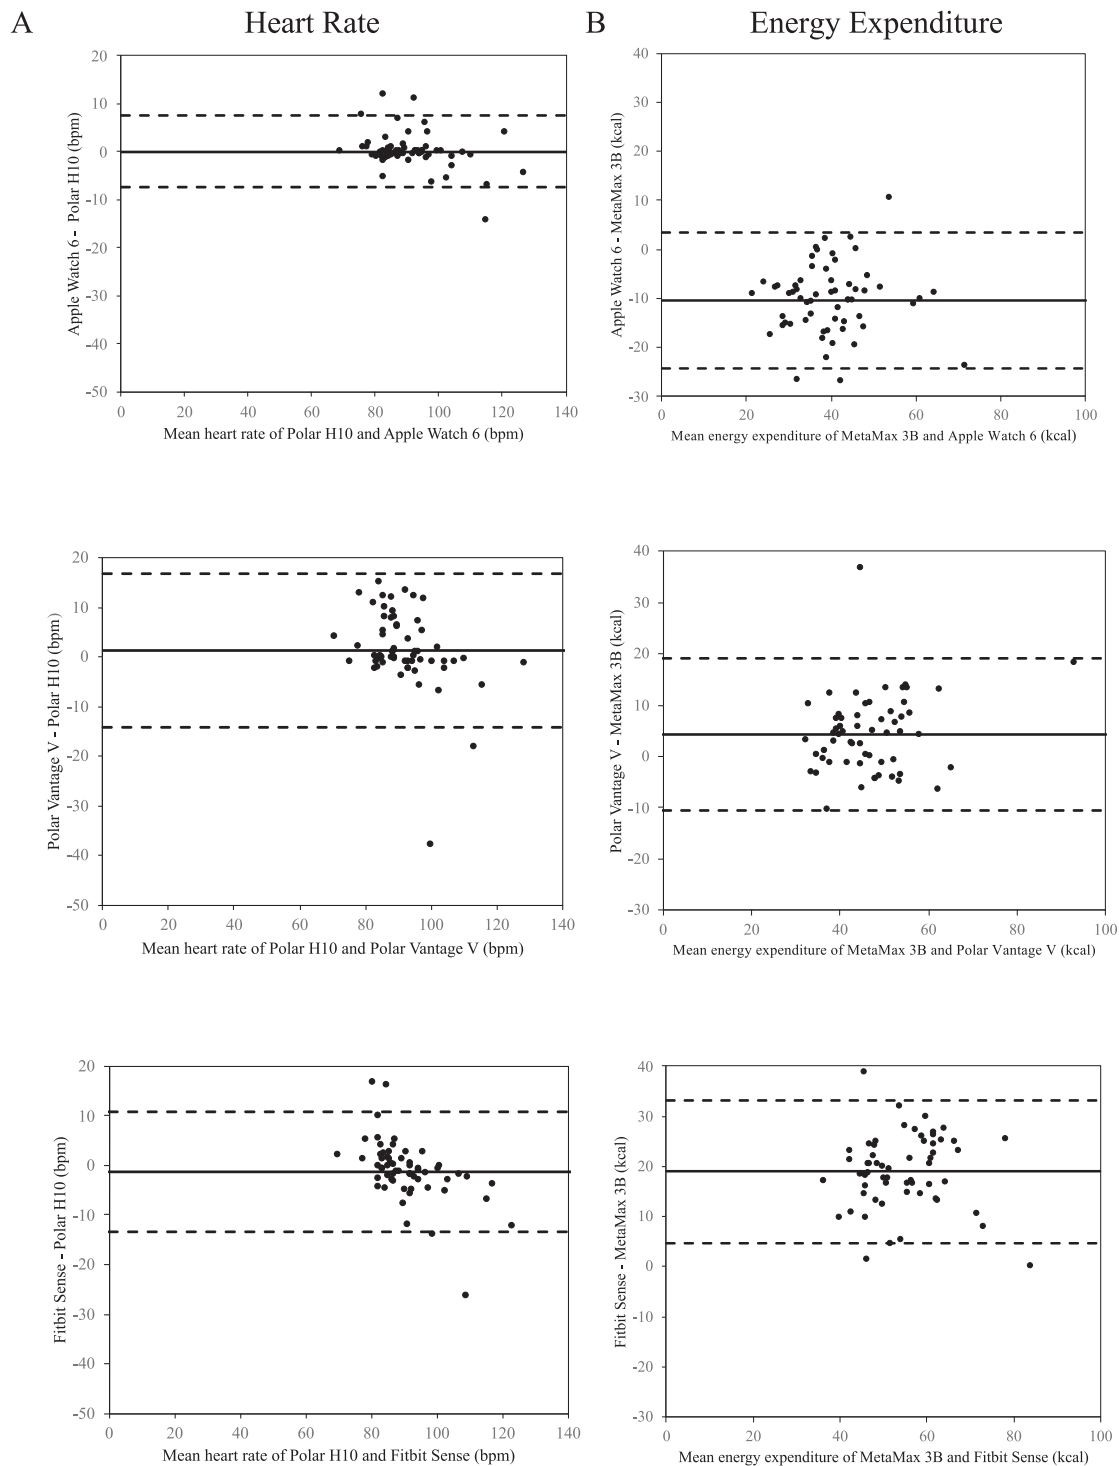 A Heart Rate B Energy Expenditure
20
10
0
-10
-20
-30
-40
-50
0 20 40 60 80 100 120 140
Apple Watch 6 - Polar H10 (bpm)
Mean heart rate of Polar H10 and Apple Watch 6 (bpm)
40
30
20
10
0
-10
-20
-30
0 20 40 60 80 100
Apple Watch 6 - MetaMax 3B (kcal)
Mean energy expenditure of MetaMax 3B and Apple Watch 6 (kcal)
20
10
0
-10
-20
-30
-40
-50
0 20 40 60 80 100 120 140
Polar Vantage V - Polar H10 (bpm)
Mean heart rate of Polar H10 and Polar Vantage V (bpm)
40
30
20
10
0
-10
-20
-30
0 20 40 60 80 100
Polar Vantage V - MetaMax 3B (kcal)
Mean energy expenditure of MetaMax 3B and Polar Vantage V (kcal)
20
10
0
-10
-20
-30
-40
-50
0 20 40 60 80 100 120 140
Fitbit Sense - Polar H10 (bpm)
Mean heart rate of Polar H10 and Fitbit Sense (bpm)
40
30
20
10
0
-10
-20
-30
0 20 40 60 80 100
Fitbit Sense - MetaMax 3B (kcal)
Mean energy expenditure of MetaMax 3B and Fitbit Sense (kcal)